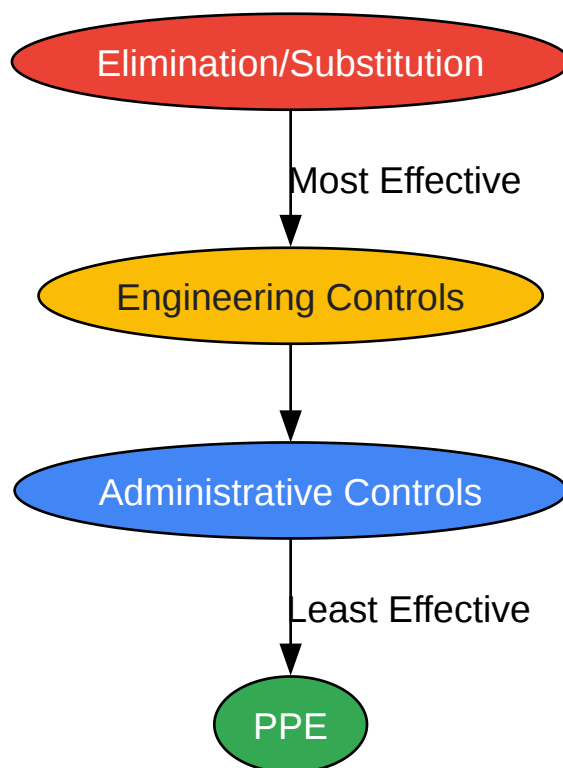 Elimination/Substitution
Most Effective
Engineering Controls
Administrative Controls
Least Effective
PPE